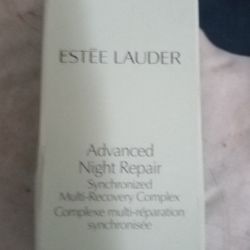 ESTĒE LAUDER
Advanced
Night Repair
Synchronized
Multi-Recovery Complex
Complexe multi-réparation
synchronisée